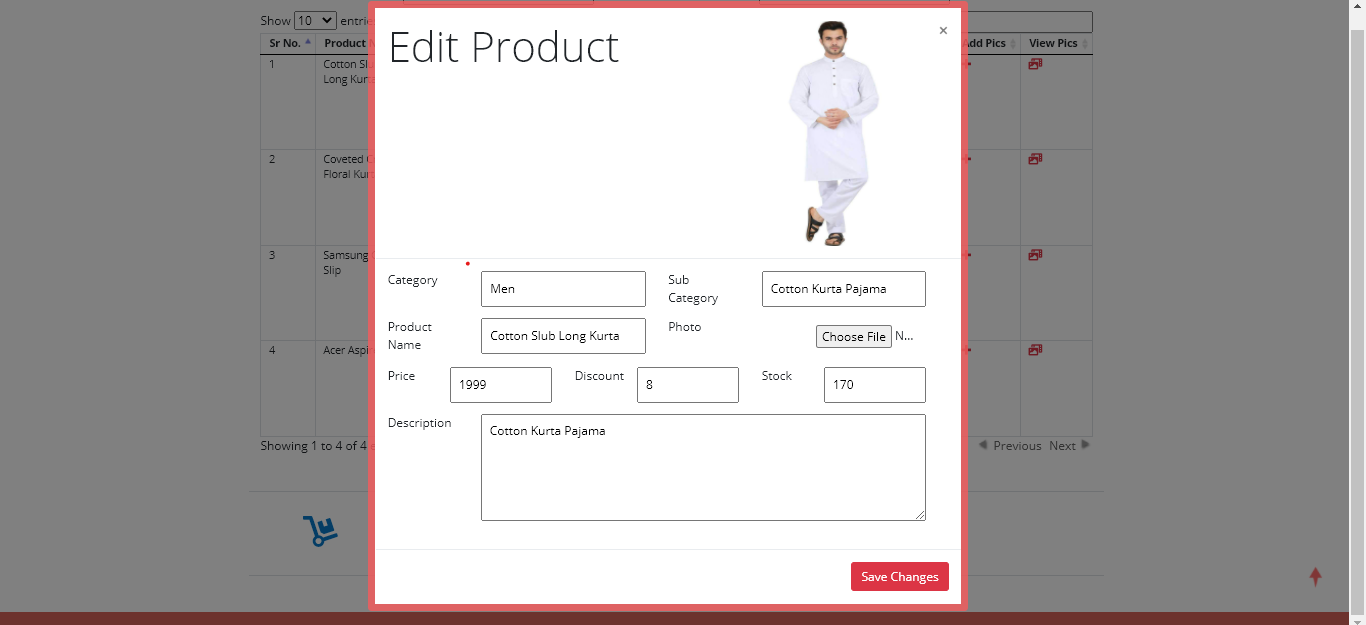 Show 10 entri
Sr No. Product N Add Pics View Pics
1 Cotton Slu
Long Kurt
2 Coveted
Floral Kur
3 Samsung
Slip
4 Acer Aspi
Showing 1 to 4 of 4
Previous Next
Edit Product
×
Category Men Sub
Category Cotton Kurta Pajama
Product
Name Cotton Slub Long Kurta Photo Choose File N...
Price 1999 Discount 8 Stock 170
Description Cotton Kurta Pajama
Save Changes